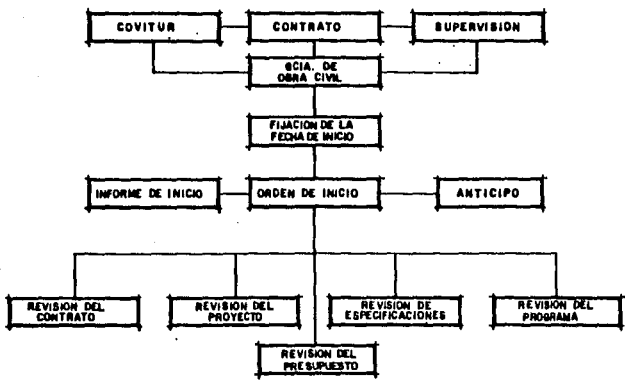 COVITUR
CONTRATO
SUPERVISION
GCIA. DE
OBRA CIVIL
FIJACION DE LA
FECHA DE INICIO
INFORME DE INICIO
ORDEN DE INICIO
ANTICIPO
REVISION DEL
CONTRATO
REVISION DEL
PROYECTO
REVISION DE
ESPECIFICACIONES
REVISION DEL
PROGRAMA
REVISION DEL
PRESUPUESTO